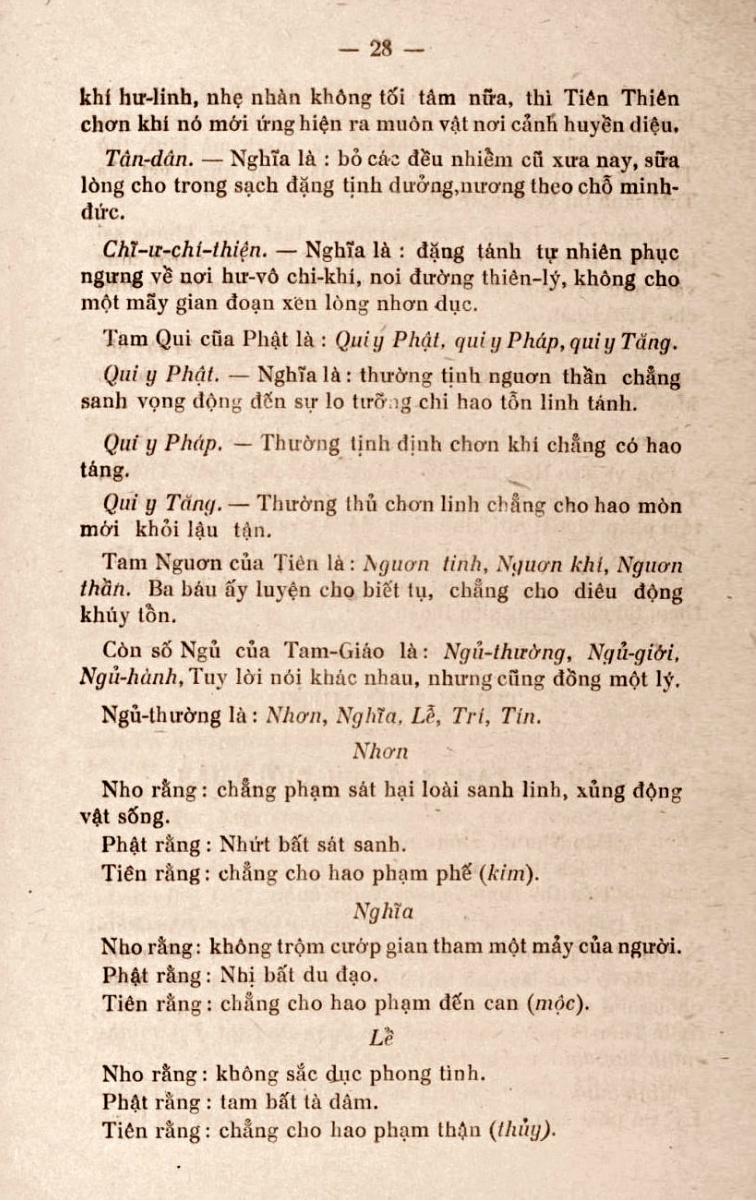 — 28 —
khí hư-linh, nhẹ nhàn không tối tâm nữa, thì Tiên Thiên
chơn khí nó mới ứng hiện ra muôn vật nơi cảnh huyền diệu.
Tân-dân. — Nghĩa là : bỏ các đều nhiễm cũ xưa nay, sữa
lòng cho trong sạch đặng tịnh dưởng,nương theo chỗ minh-
đức.
Chĩ-ư-chí-thiện. — Nghĩa là : đặng tánh tự nhiên phục
ngưng về nơi hư-vô chi-khí, noi đường thiên-lý, không cho
một mãy gian đoạn xen lòng nhơn dục.
Tam Qui cũa Phật là : Qui y Phật, qui y Pháp, qui y Tăng.
Qui y Phật. — Nghĩa là : thường tịnh nguơn thần chẳng
sanh vọng động đến sự lo tưỡng chi hao tổn linh tánh.
Qui y Pháp. — Thường tịnh định chơn khí chẳng có hao
táng.
Qui y Tăng. — Thường thủ chơn linh chẳng cho hao mòn
mới khỏi lậu tận.
Tam Nguơn của Tiên là : Nguơn tinh, Nguơn khí, Nguơn
thần. Ba báu ấy luyện cho biết tụ, chẳng cho diêu động
khúy tổn.
Còn số Ngủ của Tam-Giáo là : Ngủ-thường, Ngủ-giới,
Ngủ-hành, Tuy lời nói khác nhau, nhưng cũng đồng một lý.
Ngủ-thường là : Nhơn, Nghĩa, Lễ, Trí, Tín.
Nhơn
Nho rằng : chẳng phạm sát hại loài sanh linh, xủng động
vật sống.
Phật rằng : Nhứt bất sát sanh.
Tiên rằng : chẳng cho hao phạm phế (kim).
Nghĩa
Nho rằng : không trộm cướp gian tham một mảy của người.
Phật rằng : Nhị bất du đạo.
Tiên rằng : chẳng cho hao phạm đến can (mộc).
Lề
Nho rằng : không sắc dục phong tình.
Phật rằng : tam bất tà dâm.
Tiên rằng : chẳng cho hao phạm thận (thủy).